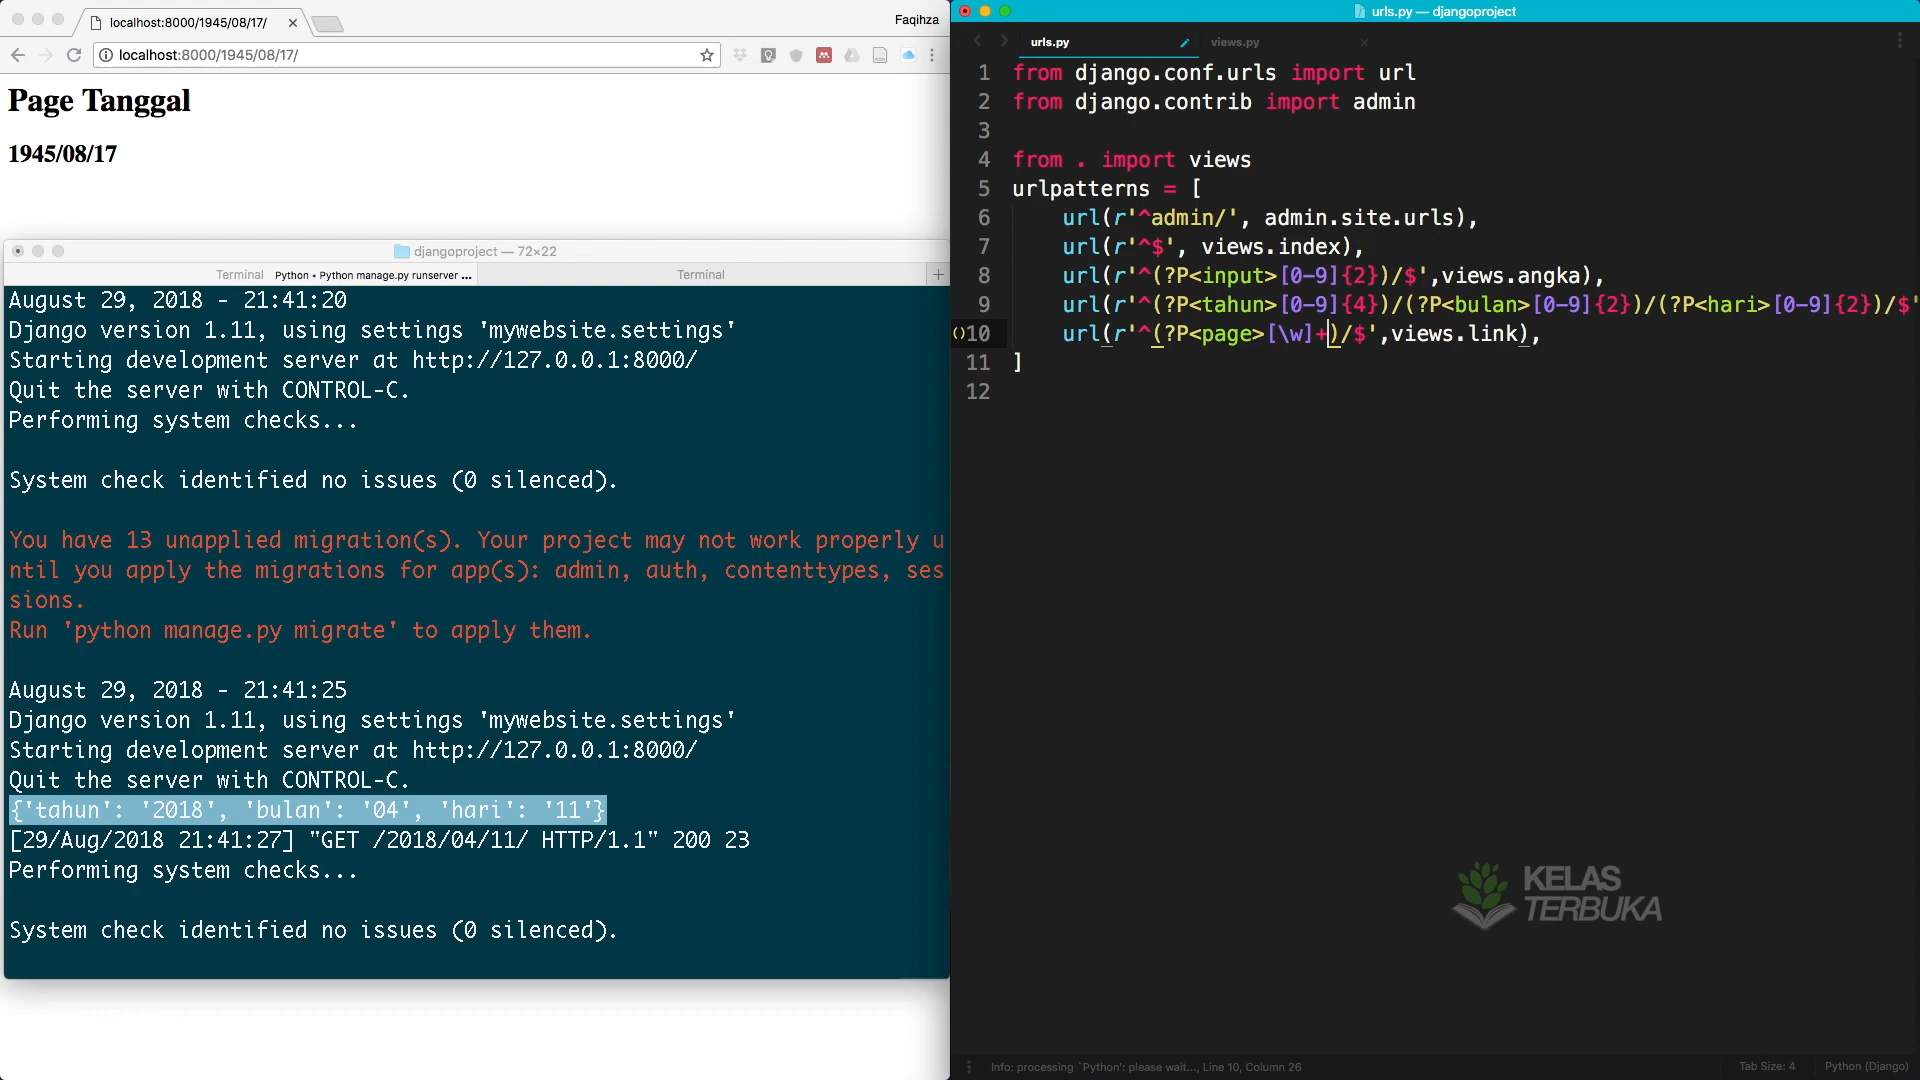 localhost:8000/1945/08/17/
Faqihza
localhost:8000/1945/08/17/
Page Tanggal
1945/08/17
djangoproject — 72×22
Terminal Python • Python manage.py runserver ...
Terminal
August 29, 2018 - 21:41:20
Django version 1.11, using settings 'mywebsite.settings'
Starting development server at http://127.0.0.1:8000/
Quit the server with CONTROL-C.
Performing system checks...
System check identified no issues (0 silenced).
You have 13 unapplied migration(s). Your project may not work properly u
ntil you apply the migrations for app(s): admin, auth, contenttypes, ses
sions.
Run 'python manage.py migrate' to apply them.
August 29, 2018 - 21:41:25
Django version 1.11, using settings 'mywebsite.settings'
Starting development server at http://127.0.0.1:8000/
Quit the server with CONTROL-C.
{'tahun': '2018', 'bulan': '04', 'hari': '11'}
[29/Aug/2018 21:41:27] "GET /2018/04/11/ HTTP/1.1" 200 23
Performing system checks...
System check identified no issues (0 silenced).
urls.py — djangoproject
urls.py
views.py
1 from django.conf.urls import url
2 from django.contrib import admin
3
4 from . import views
5 urlpatterns = [
6 url(r'^admin/', admin.site.urls),
7 url(r'^$', views.index),
8 url(r'^(?P<input>[0-9]{2})/$',views.angka),
9 url(r'^(?P<tahun>[0-9]{4})/(?P<bulan>[0-9]{2})/(?P<hari>[0-9]{2})/$'
10 url(r'^(?P<page>[\w]+)/$',views.link),
11 ]
12
KELAS
TERBUKA
Info: processing `Python': please wait..., Line 10, Column 26
Tab Size: 4
Python (Django)